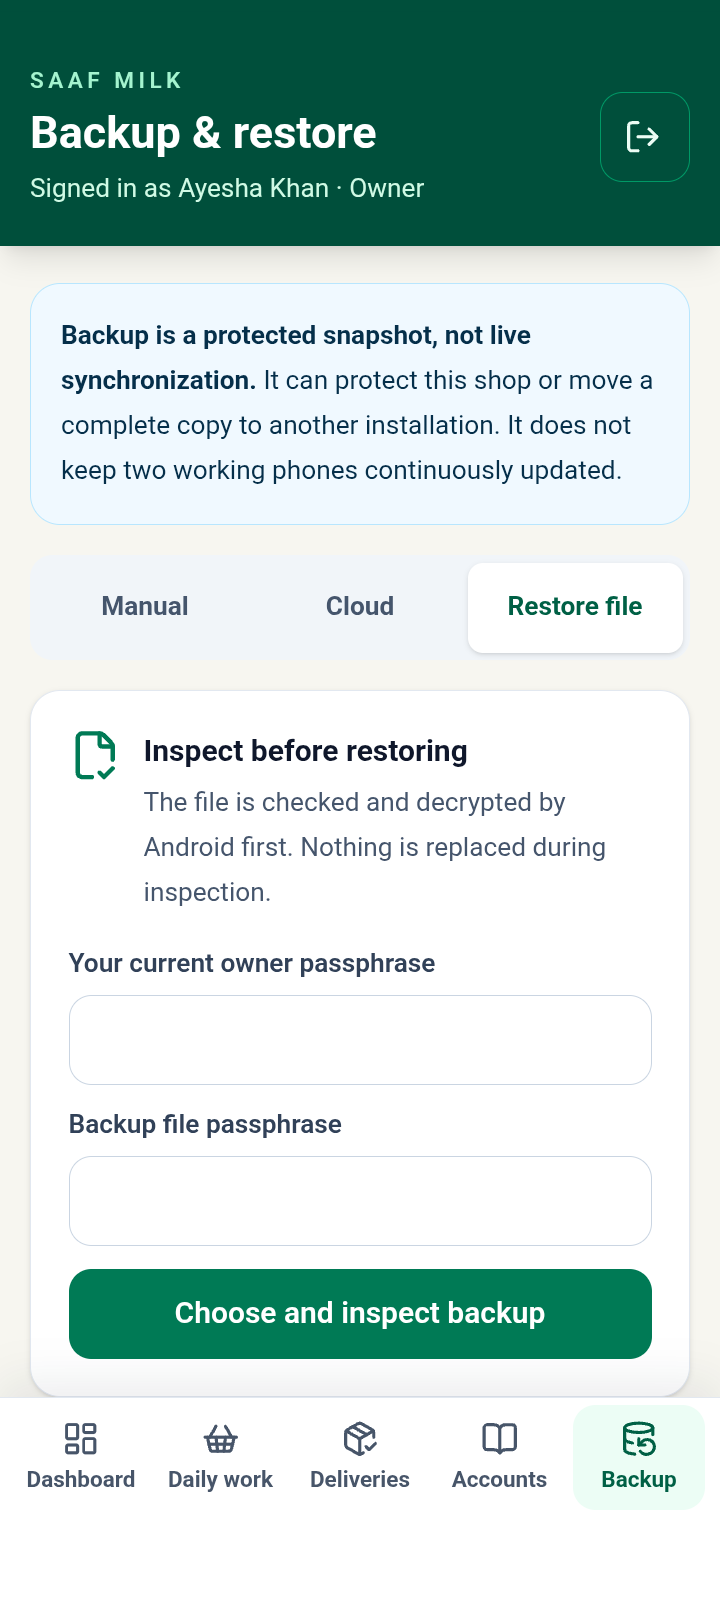 SAAF MILK
Backup & restore
Signed in as Ayesha Khan · Owner
Backup is a protected snapshot, not live
synchronization. It can protect this shop or move a
complete copy to another installation. It does not
keep two working phones continuously updated.
Manual
Cloud
Restore file
Inspect before restoring
The file is checked and decrypted by
Android first. Nothing is replaced during
inspection.
Your current owner passphrase
Backup file passphrase
Choose and inspect backup
Dashboard
Daily work
Deliveries
Accounts
Backup